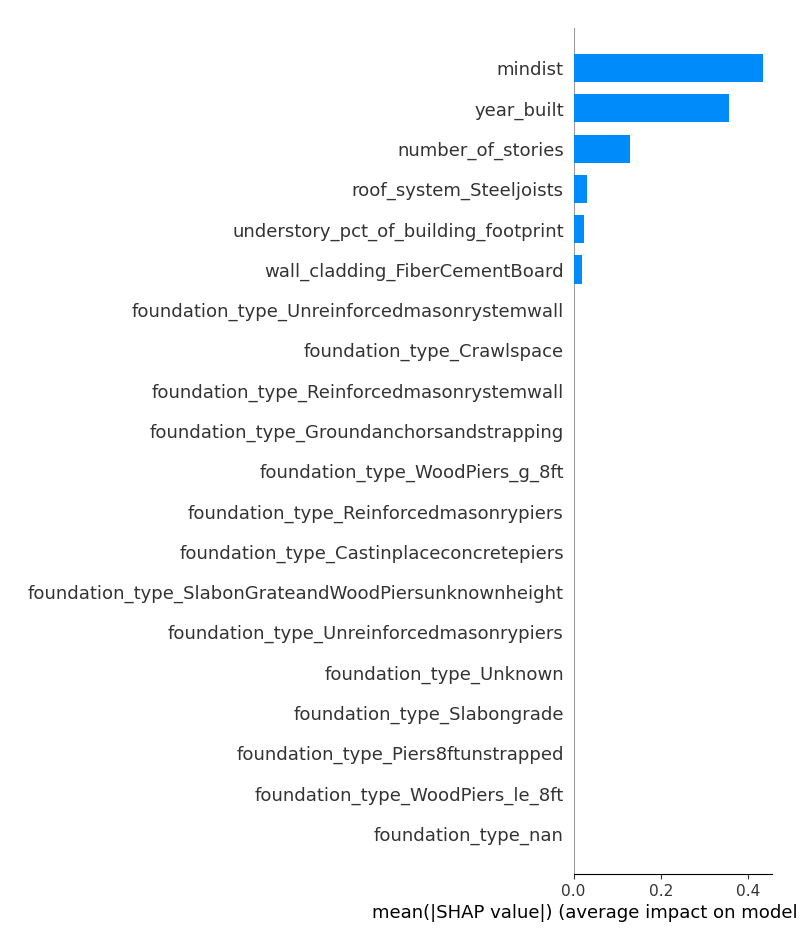 mindist
year_built
number_of_stories
roof_system_Steeljoists
understory_pct_of_building_footprint
wall_cladding_FiberCementBoard
foundation_type_Unreinforcedmasonrystemwall
foundation_type_Crawlspace
foundation_type_Reinforcedmasonrystemwall
foundation_type_Groundanchorsandstrapping
foundation_type_WoodPiers_g_8ft
foundation_type_Reinforcedmasonrypiers
foundation_type_Castinplaceconcretepiers
foundation_type_SlabonGrateandWoodPiersunknownheight
foundation_type_Unreinforcedmasonrypiers
foundation_type_Unknown
foundation_type_Slabongrade
foundation_type_Piers8ftunstrapped
foundation_type_WoodPiers_le_8ft
foundation_type_nan
0.0 0.2 0.4
mean(|SHAP value|) (average impact on model